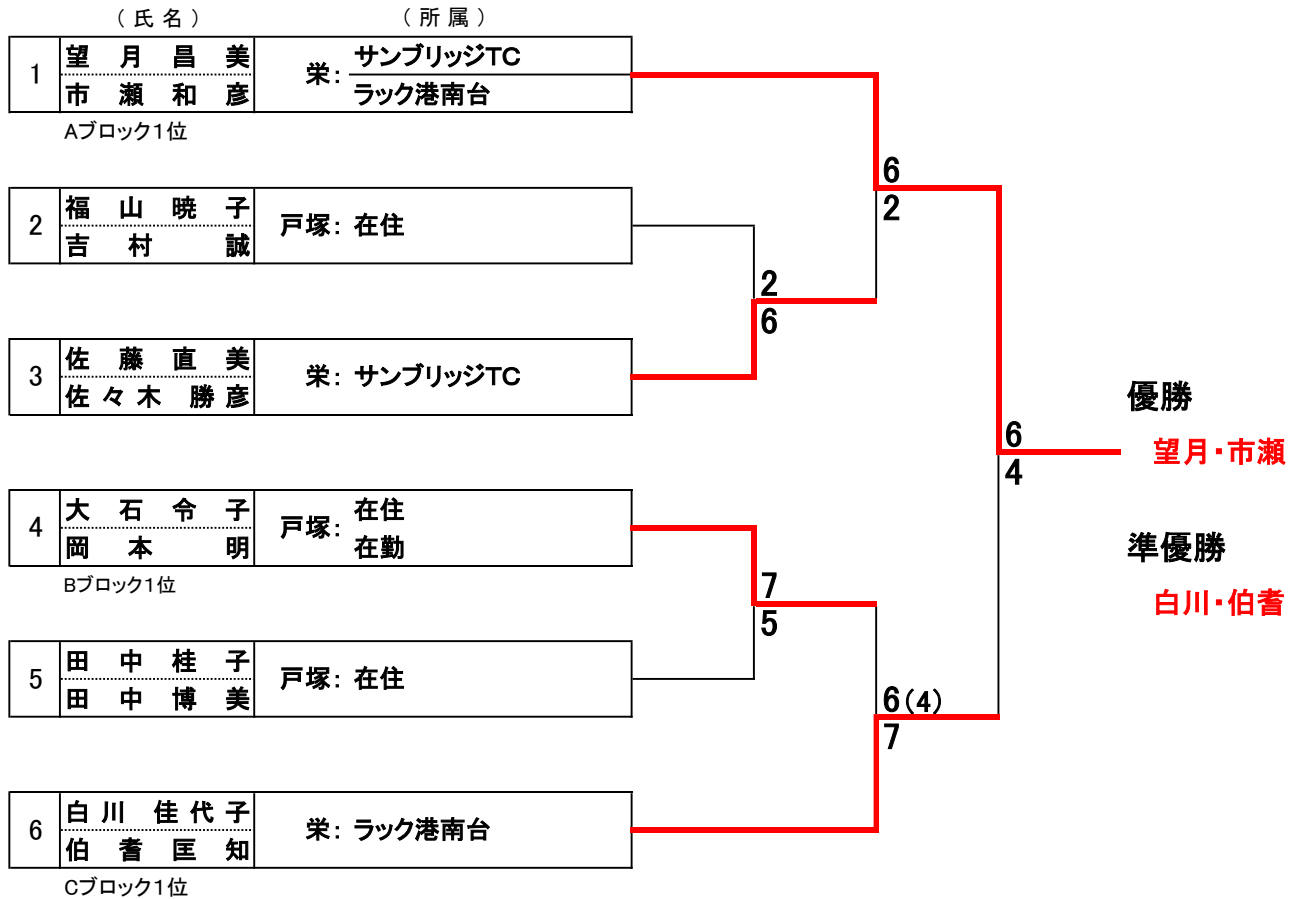 （氏名）　（所属）
1 望月昌美 栄： サンブリッジTC
市瀬和彦 ラック港南台
Aブロック１位
6
2
2 福山暁子 戸塚： 在住
吉村誠
2
6
3 佐藤直美 栄： サンブリッジTC
佐々木勝彦
優勝
望月・市瀬
6
4
4 大石令子 戸塚： 在住
岡本明 在勤
Bブロック１位
準優勝
白川・伯耆
7
5
5 田中桂子 戸塚： 在住
田中博美
6(4)
7
6 白川佳代子 栄： ラック港南台
伯耆匡知
Cブロック１位